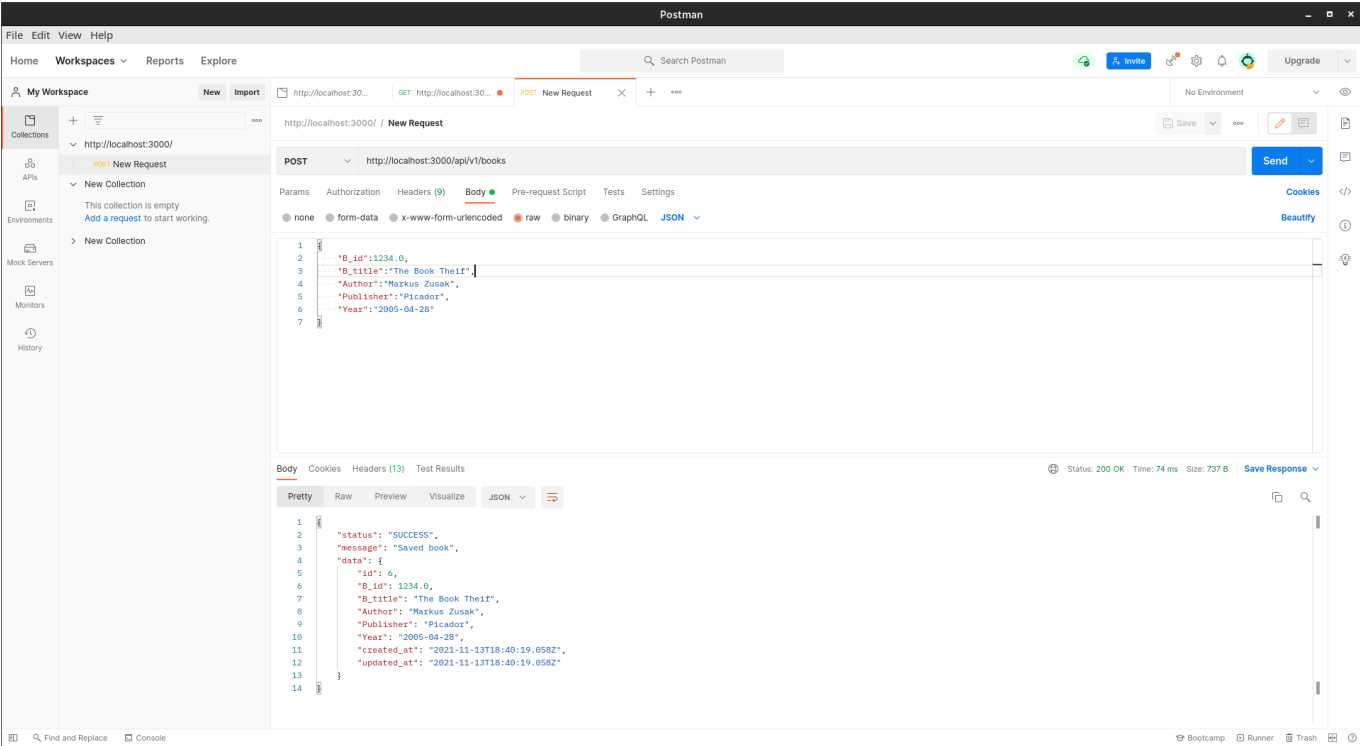 Postman
File Edit View Help
Home Workspaces Reports Explore Search Postman Invite Upgrade
My Workspace New Import http://localhost:30... GET http://localhost:30... POST New Request No Environment
Collections
APIs
Environments
Mock Servers
Monitors
History
http://localhost:3000/
POST New Request
New Collection
This collection is empty
Add a request to start working.
New Collection
http://localhost:3000/ / New Request Save
POST http://localhost:3000/api/v1/books Send
Params Authorization Headers (9) Body Pre-request Script Tests Settings Cookies
none form-data x-www-form-urlencoded raw binary GraphQL JSON Beautify
1 {
2 "B_id":1234.0,
3 "B_title":"The Book Theif",
4 "Author":"Markus Zusak",
5 "Publisher":"Picador",
6 "Year":"2005-04-28"
7 }
Body Cookies Headers (13) Test Results Status: 200 OK Time: 74 ms Size: 737 B Save Response
Pretty Raw Preview Visualize JSON
1 {
2 "status": "SUCCESS",
3 "message": "Saved book",
4 "data": {
5 "id": 6,
6 "B_id": 1234.0,
7 "B_title": "The Book Theif",
8 "Author": "Markus Zusak",
9 "Publisher": "Picador",
10 "Year": "2005-04-28",
11 "created_at": "2021-11-13T18:40:19.058Z",
12 "updated_at": "2021-11-13T18:40:19.058Z"
13 }
14 }
Find and Replace Console Bootcamp Runner Trash